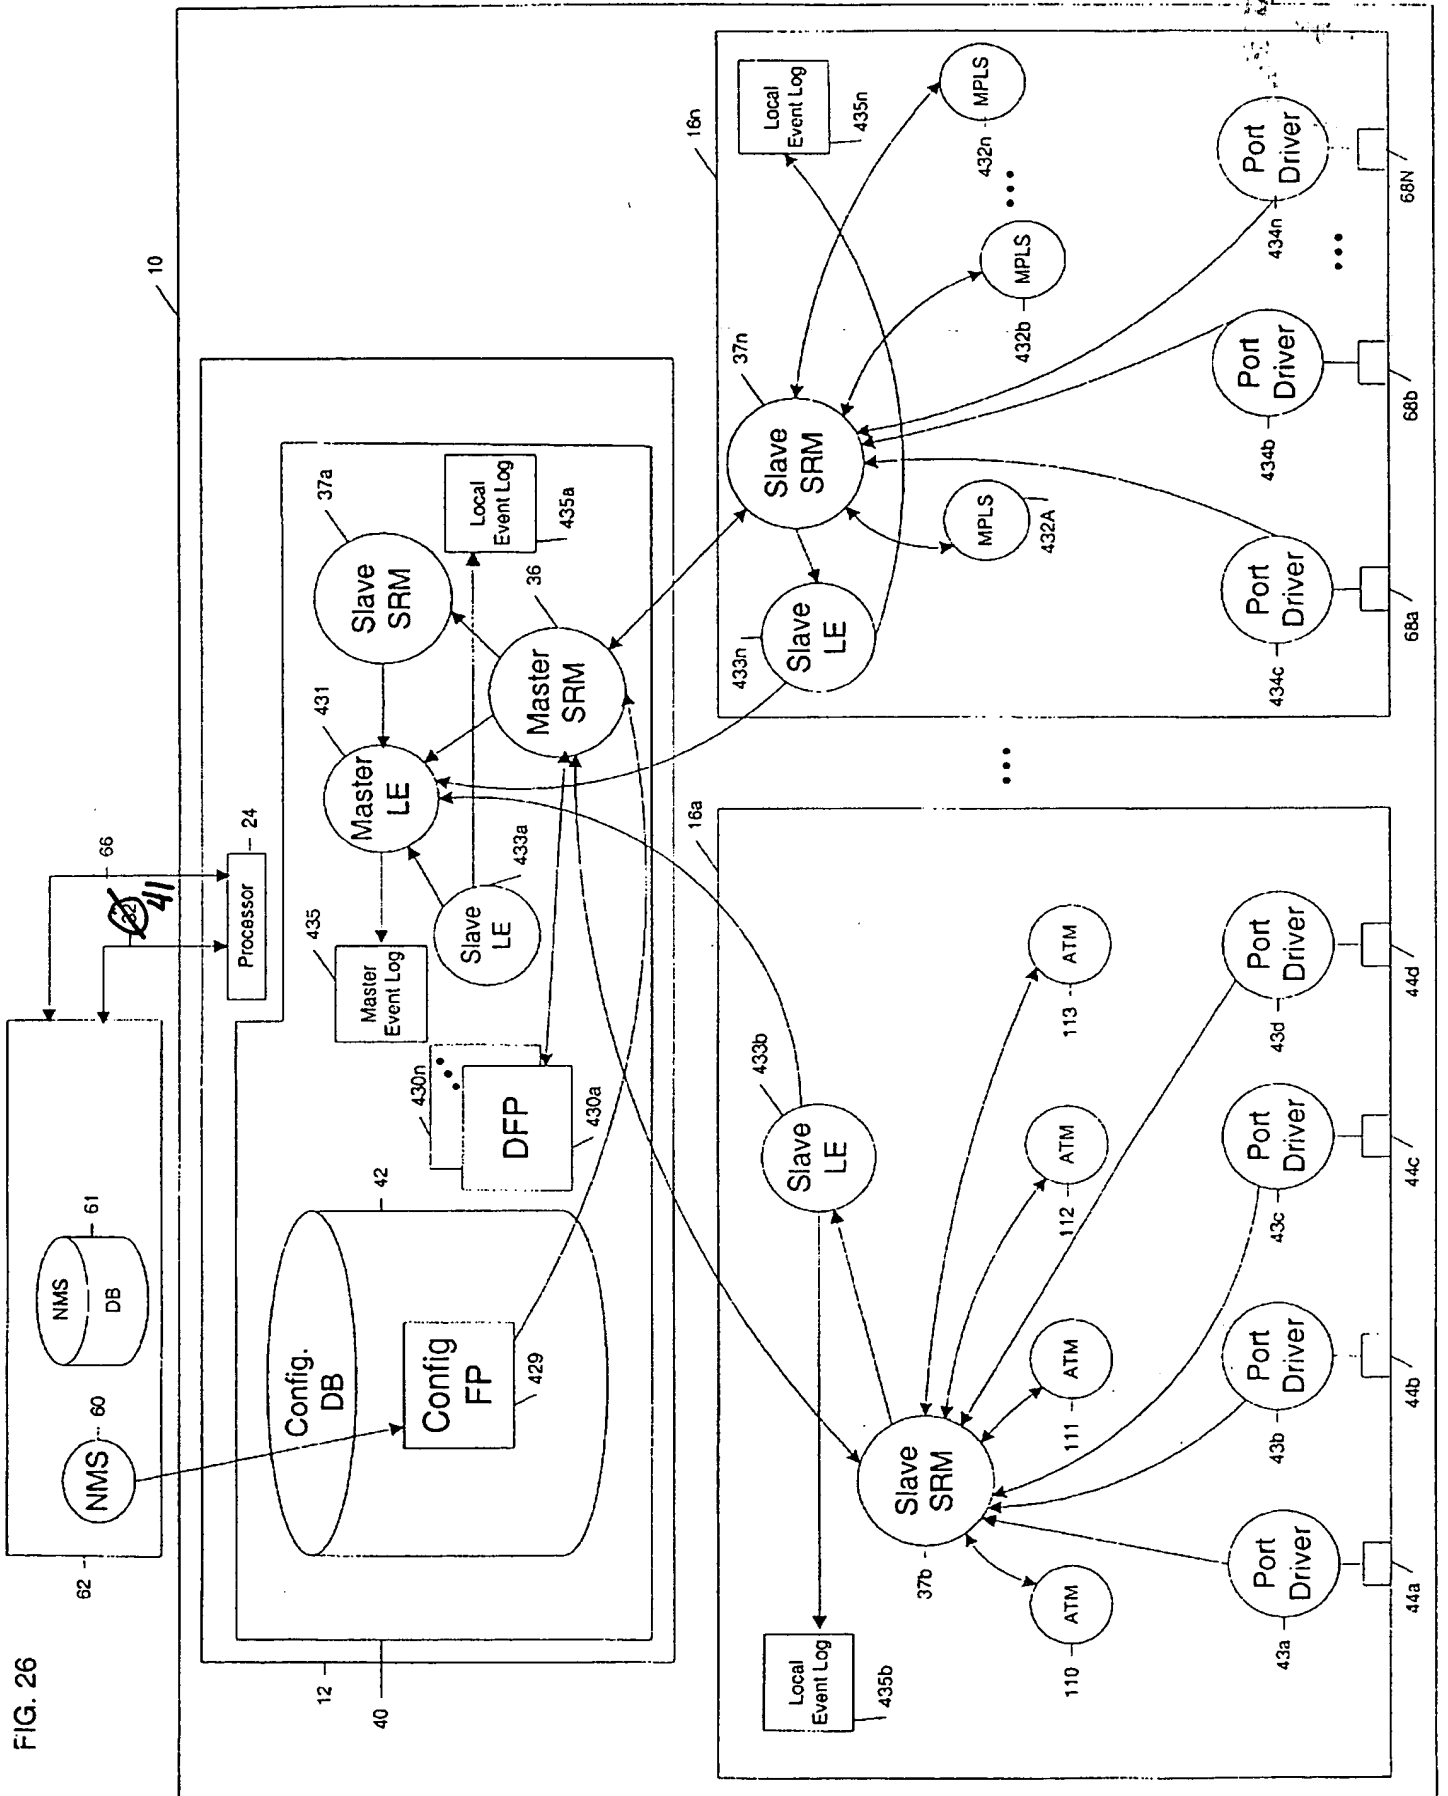 FIG. 26
62
NMS
60
NMS
DB
61
32
41
66
10
12
40
Config.
DB
42
Config
FP
429
DFP
430a
430n
Processor
24
Master
Event Log
435
Slave
LE
433a
Master
LE
431
Master
SRM
36
Slave
SRM
37a
Local
Event Log
435a
16a
Local
Event Log
435b
Slave
LE
433b
Slave
SRM
37b
ATM
110
ATM
111
ATM
112
ATM
113
Port
Driver
43a
Port
Driver
43b
Port
Driver
43c
Port
Driver
43d
44a
44b
44c
44d
16n
Slave
LE
433n
Slave
SRM
37n
Local
Event Log
435n
MPLS
432A
MPLS
432b
MPLS
432n
Port
Driver
434c
Port
Driver
434b
Port
Driver
434n
68a
68b
68N